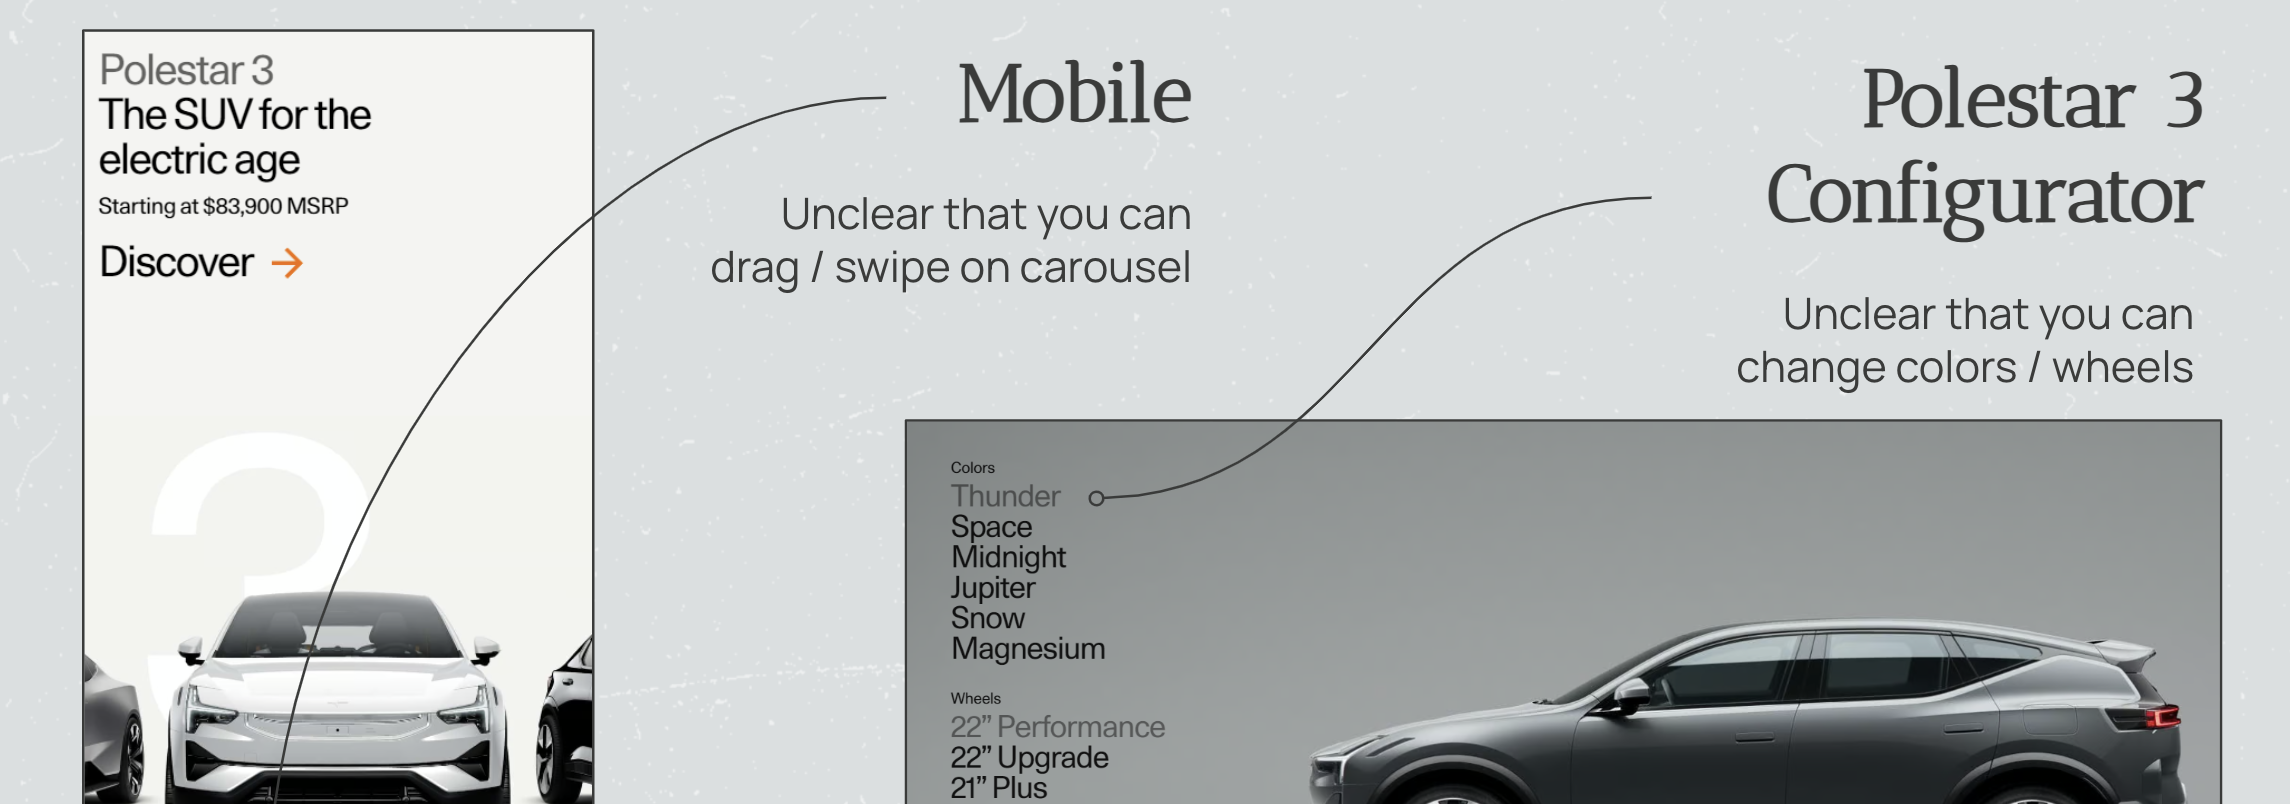 Polestar 3
The SUV for the
electric age
Starting at $83,900 MSRP
Discover →
3
Mobile
Unclear that you can
drag / swipe on carousel
Polestar 3
Configurator
Unclear that you can
change colors / wheels
Colors
Thunder
Space
Midnight
Jupiter
Snow
Magnesium
Wheels
22” Performance
22” Upgrade
21” Plus